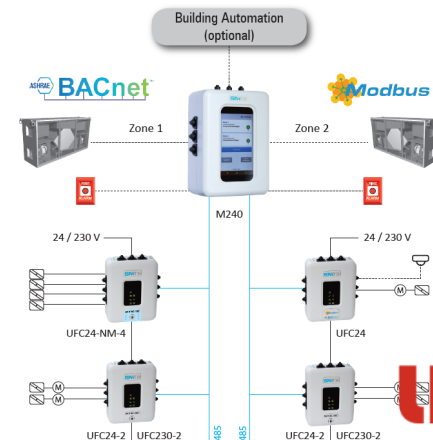 Building Automation
(optional)
ASHRAE BACnet
Modbus
Zone 1
Zone 2
M240
24 / 230 V
24 / 230 V
UFC24-NM-4
UFC24
UFC24-2
UFC230-2
485
485
UFC24-2
UFC230-2